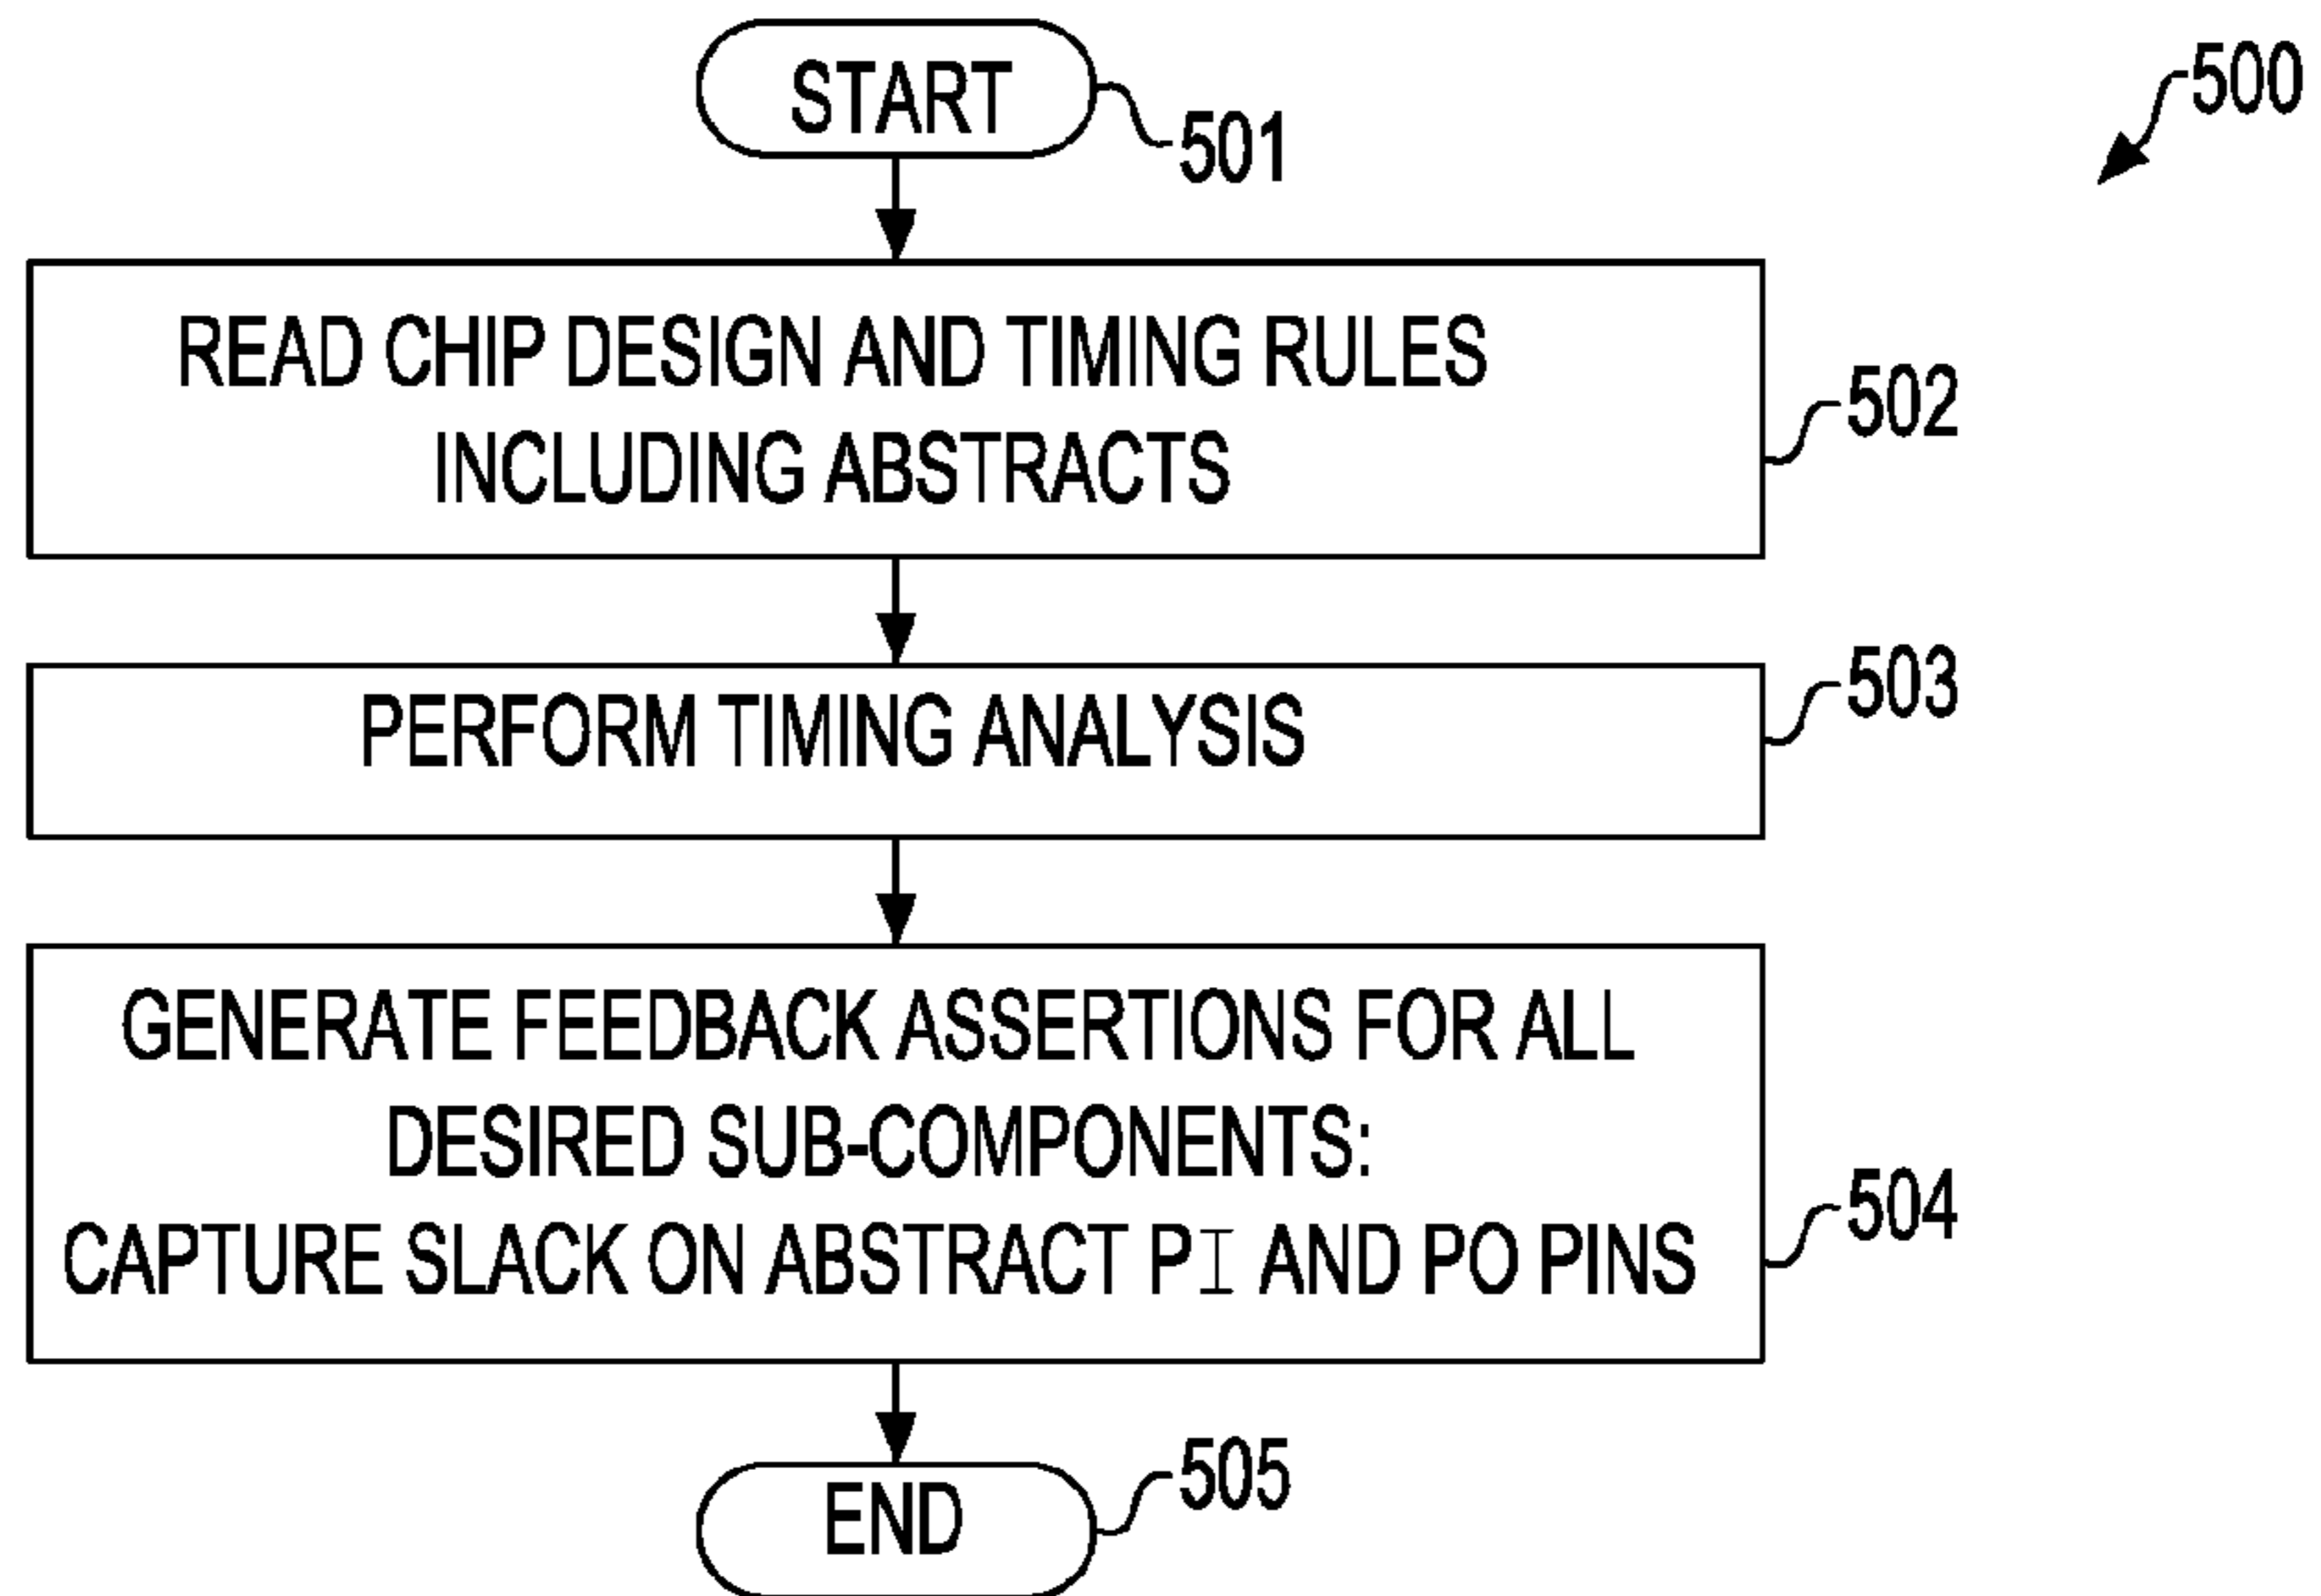 START
501
500
READ CHIP DESIGN AND TIMING RULES
INCLUDING ABSTRACTS
502
PERFORM TIMING ANALYSIS
503
GENERATE FEEDBACK ASSERTIONS FOR ALL
DESIRED SUB-COMPONENTS:
CAPTURE SLACK ON ABSTRACT PI AND PO PINS
504
END
505